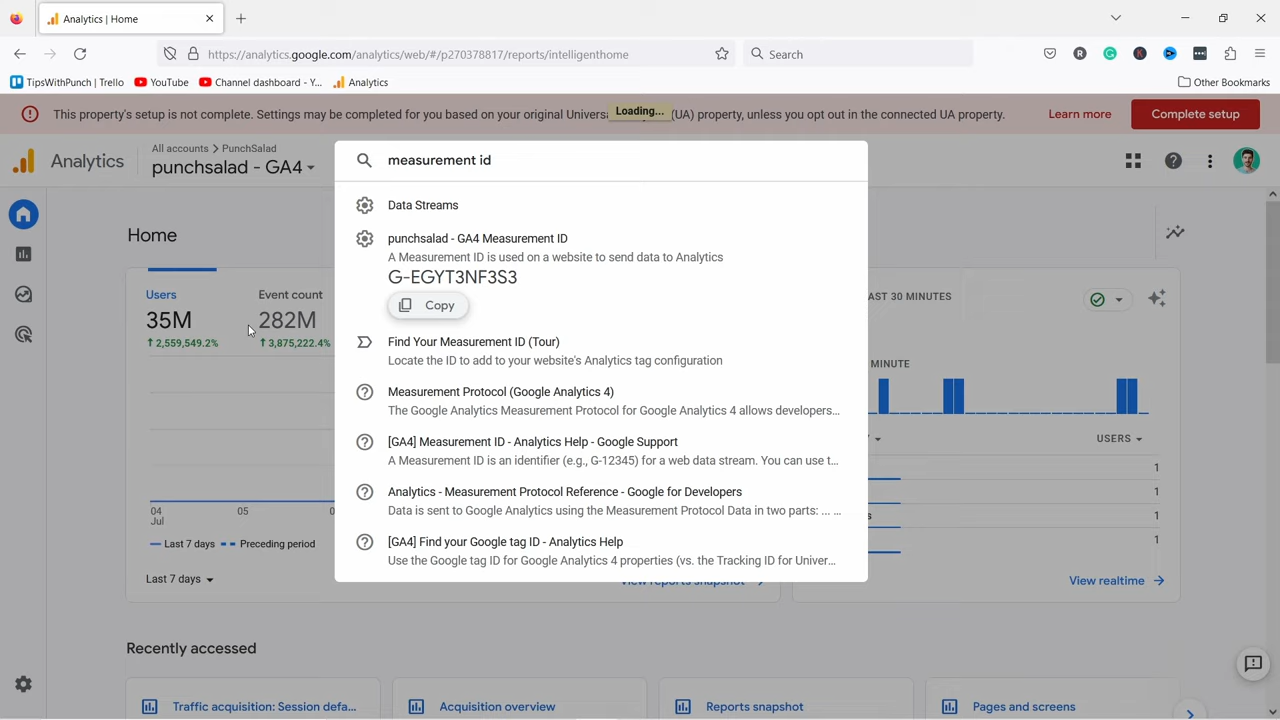 Analytics | Home
https://analytics.google.com/analytics/web/#/p270378817/reports/intelligenthome
Search
TipsWithPunch | Trello
YouTube
Channel dashboard - Y...
Analytics
Other Bookmarks
This property's setup is not complete. Settings may be completed for you based on your original Universa
(UA) property, unless you opt out in the connected UA property.
Loading...
Learn more
Complete setup
Analytics
All accounts > PunchSalad
punchsalad - GA4
measurement id
Data Streams
punchsalad - GA4 Measurement ID
A Measurement ID is used on a website to send data to Analytics
G-EGYT3NF3S3
Copy
Find Your Measurement ID (Tour)
Locate the ID to add to your website's Analytics tag configuration
Measurement Protocol (Google Analytics 4)
The Google Analytics Measurement Protocol for Google Analytics 4 allows developers...
[GA4] Measurement ID - Analytics Help - Google Support
A Measurement ID is an identifier (e.g., G-12345) for a web data stream. You can use t...
Analytics - Measurement Protocol Reference - Google for Developers
Data is sent to Google Analytics using the Measurement Protocol Data in two parts: ... ...
[GA4] Find your Google tag ID - Analytics Help
Use the Google tag ID for Google Analytics 4 properties (vs. the Tracking ID for Univer...
Home
Users
35M
2,559,549.2%
Event count
282M
3,875,222.4%
04
Jul
05
Last 7 days
Preceding period
Last 7 days
View reports snapshot
AST 30 MINUTES
MINUTE
USERS
1
1
1
1
View realtime
Recently accessed
Traffic acquisition: Session defa...
Acquisition overview
Reports snapshot
Pages and screens